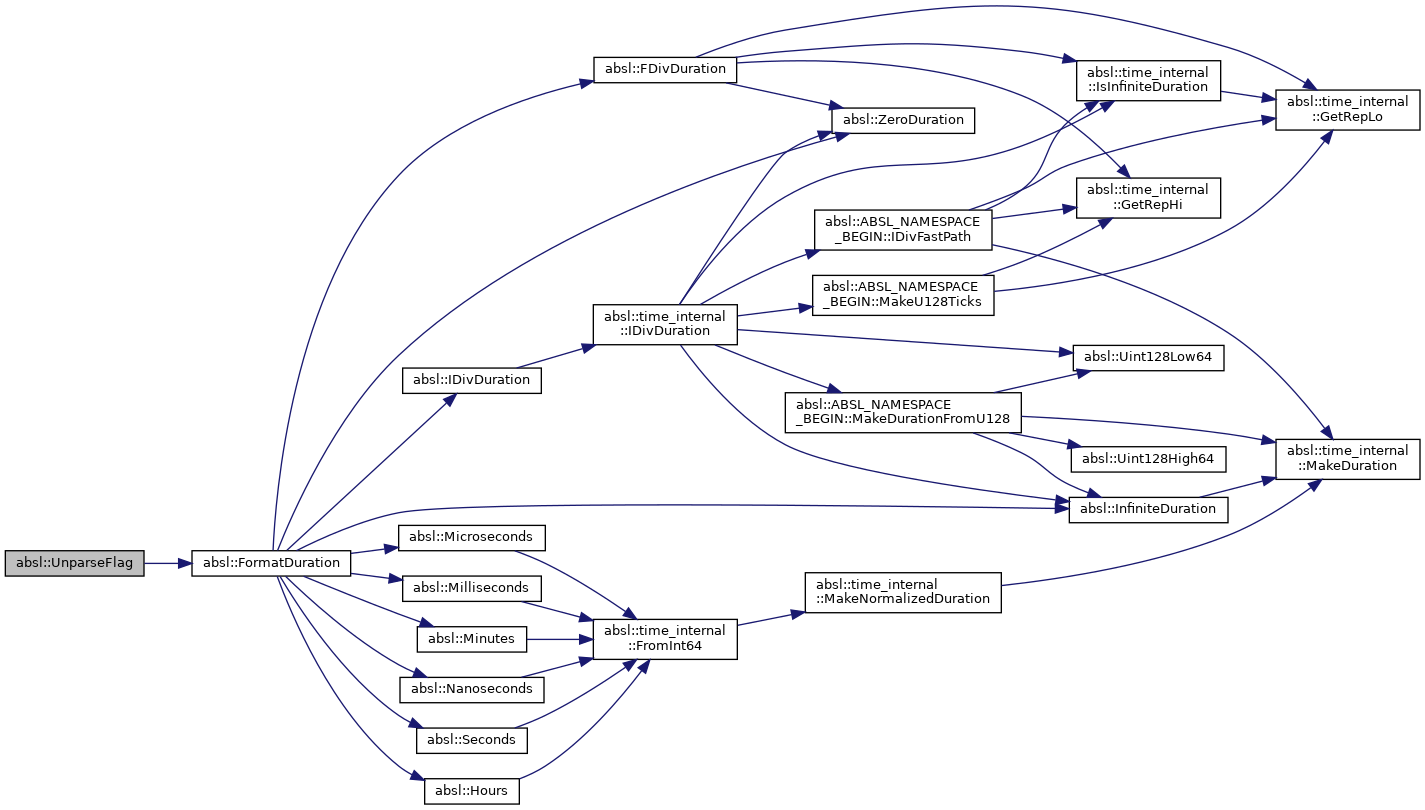 absl::FDivDuration
absl::time_internal
::IsInfiniteDuration
absl::time_internal
::GetRepLo
absl::ZeroDuration
absl::time_internal
::GetRepHi
absl::ABSL_NAMESPACE
_BEGIN::IDivFastPath
absl::ABSL_NAMESPACE
_BEGIN::MakeU128Ticks
absl::time_internal
::IDivDuration
absl::Uint128Low64
absl::IDivDuration
absl::ABSL_NAMESPACE
_BEGIN::MakeDurationFromU128
absl::Uint128High64
absl::time_internal
::MakeDuration
absl::InfiniteDuration
absl::Microseconds
absl::UnparseFlag
absl::FormatDuration
absl::Milliseconds
absl::time_internal
::MakeNormalizedDuration
absl::Minutes
absl::time_internal
::FromInt64
absl::Nanoseconds
absl::Seconds
absl::Hours